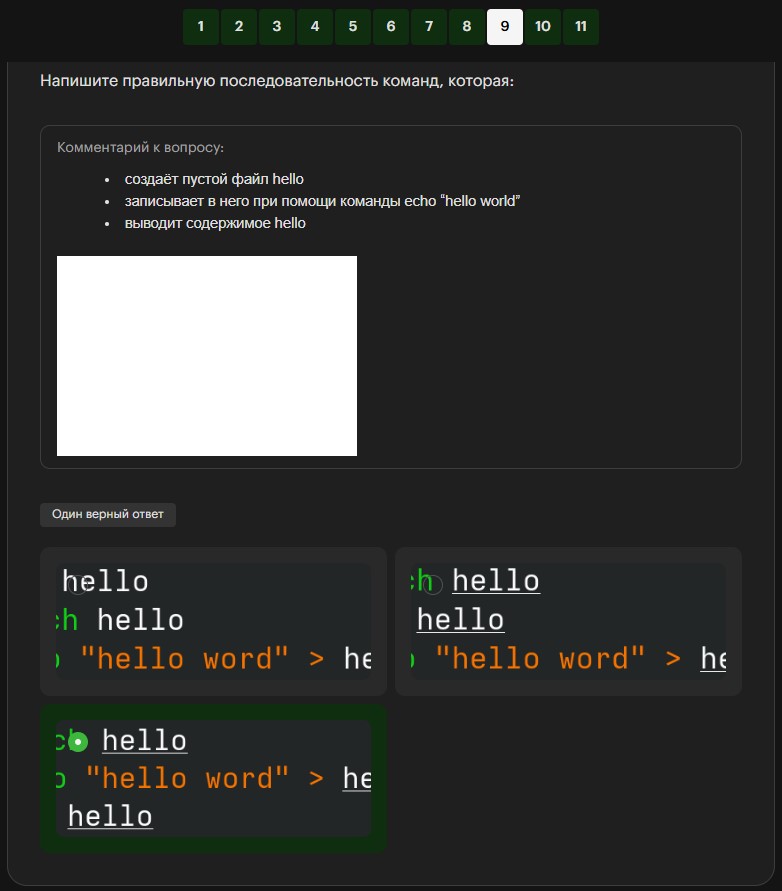 1 2 3 4 5 6 7 8 9 10 11
Напишите правильную последовательность команд, которая:
Комментарий к вопросу:
• создаёт пустой файл hello
• записывает в него при помощи команды echo “hello world”
• выводит содержимое hello
Один верный ответ
hello
ch hello
"hello word" > he
ch hello
hello
"hello word" > he
ch hello
o "hello word" > he
hello